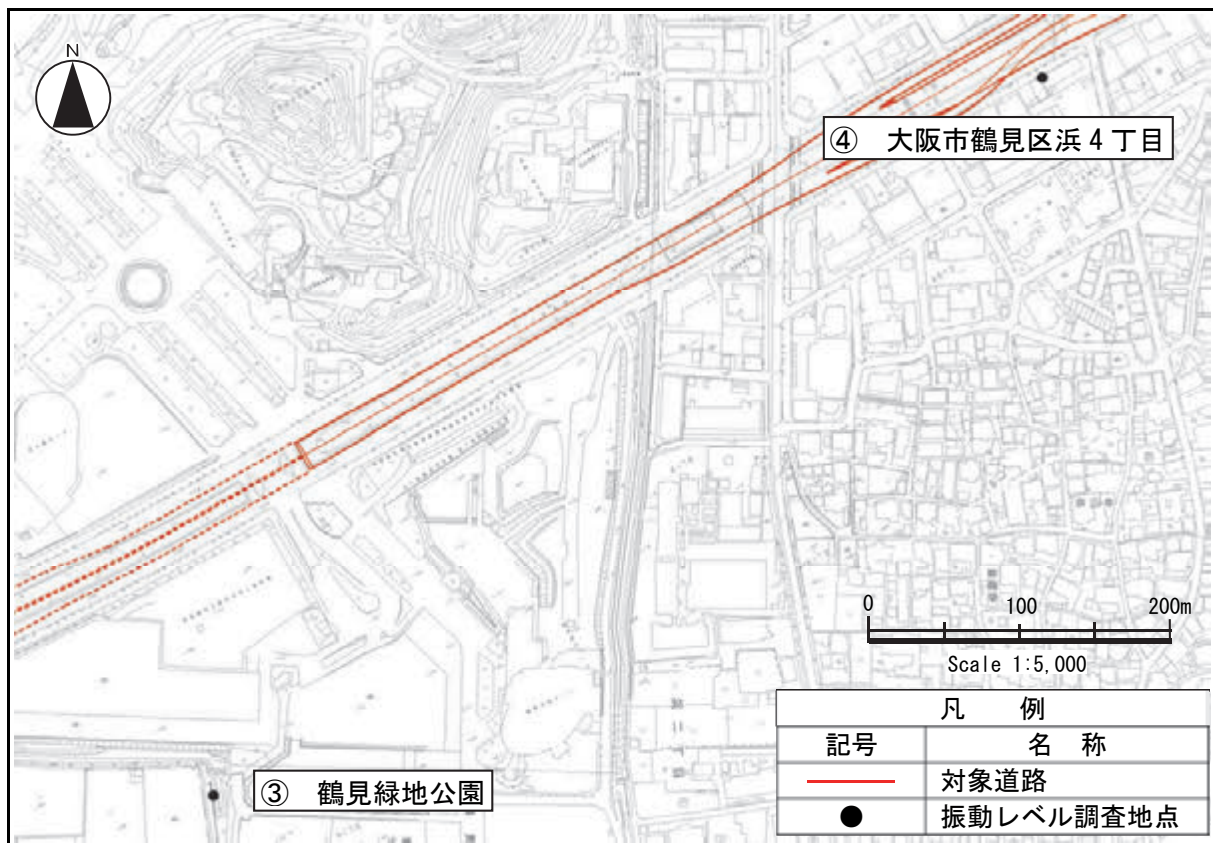 N
④ 大阪市鶴見区浜4丁目
0 100 200m
Scale 1:5,000
凡 例
記号 名 称
対象道路
振動レベル調査地点
③ 鶴見緑地公園